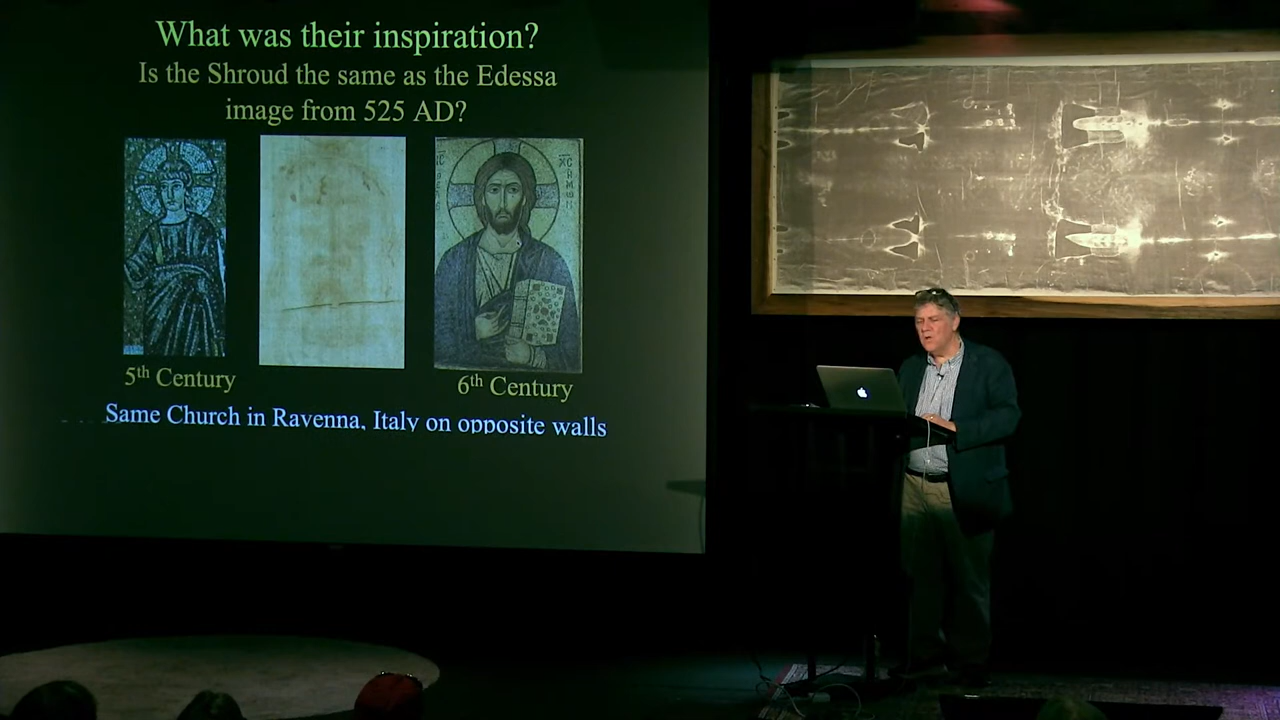 What was their inspiration?
Is the Shroud the same as the Edessa
image from 525 AD?
5th Century
6th Century
Same Church in Ravenna, Italy on opposite walls